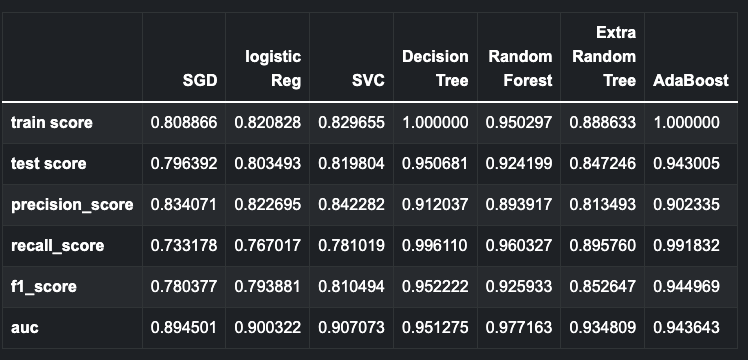 SGD logistic Reg SVC Decision Tree Random Forest Extra Random Tree AdaBoost
train score 0.808866 0.820828 0.829655 1.000000 0.950297 0.888633 1.000000
test score 0.796392 0.803493 0.819804 0.950681 0.924199 0.847246 0.943005
precision_score 0.834071 0.822695 0.842282 0.912037 0.893917 0.813493 0.902335
recall_score 0.733178 0.767017 0.781019 0.996110 0.960327 0.895760 0.991832
f1_score 0.780377 0.793881 0.810494 0.952222 0.925933 0.852647 0.944969
auc 0.894501 0.900322 0.907073 0.951275 0.977163 0.934809 0.943643